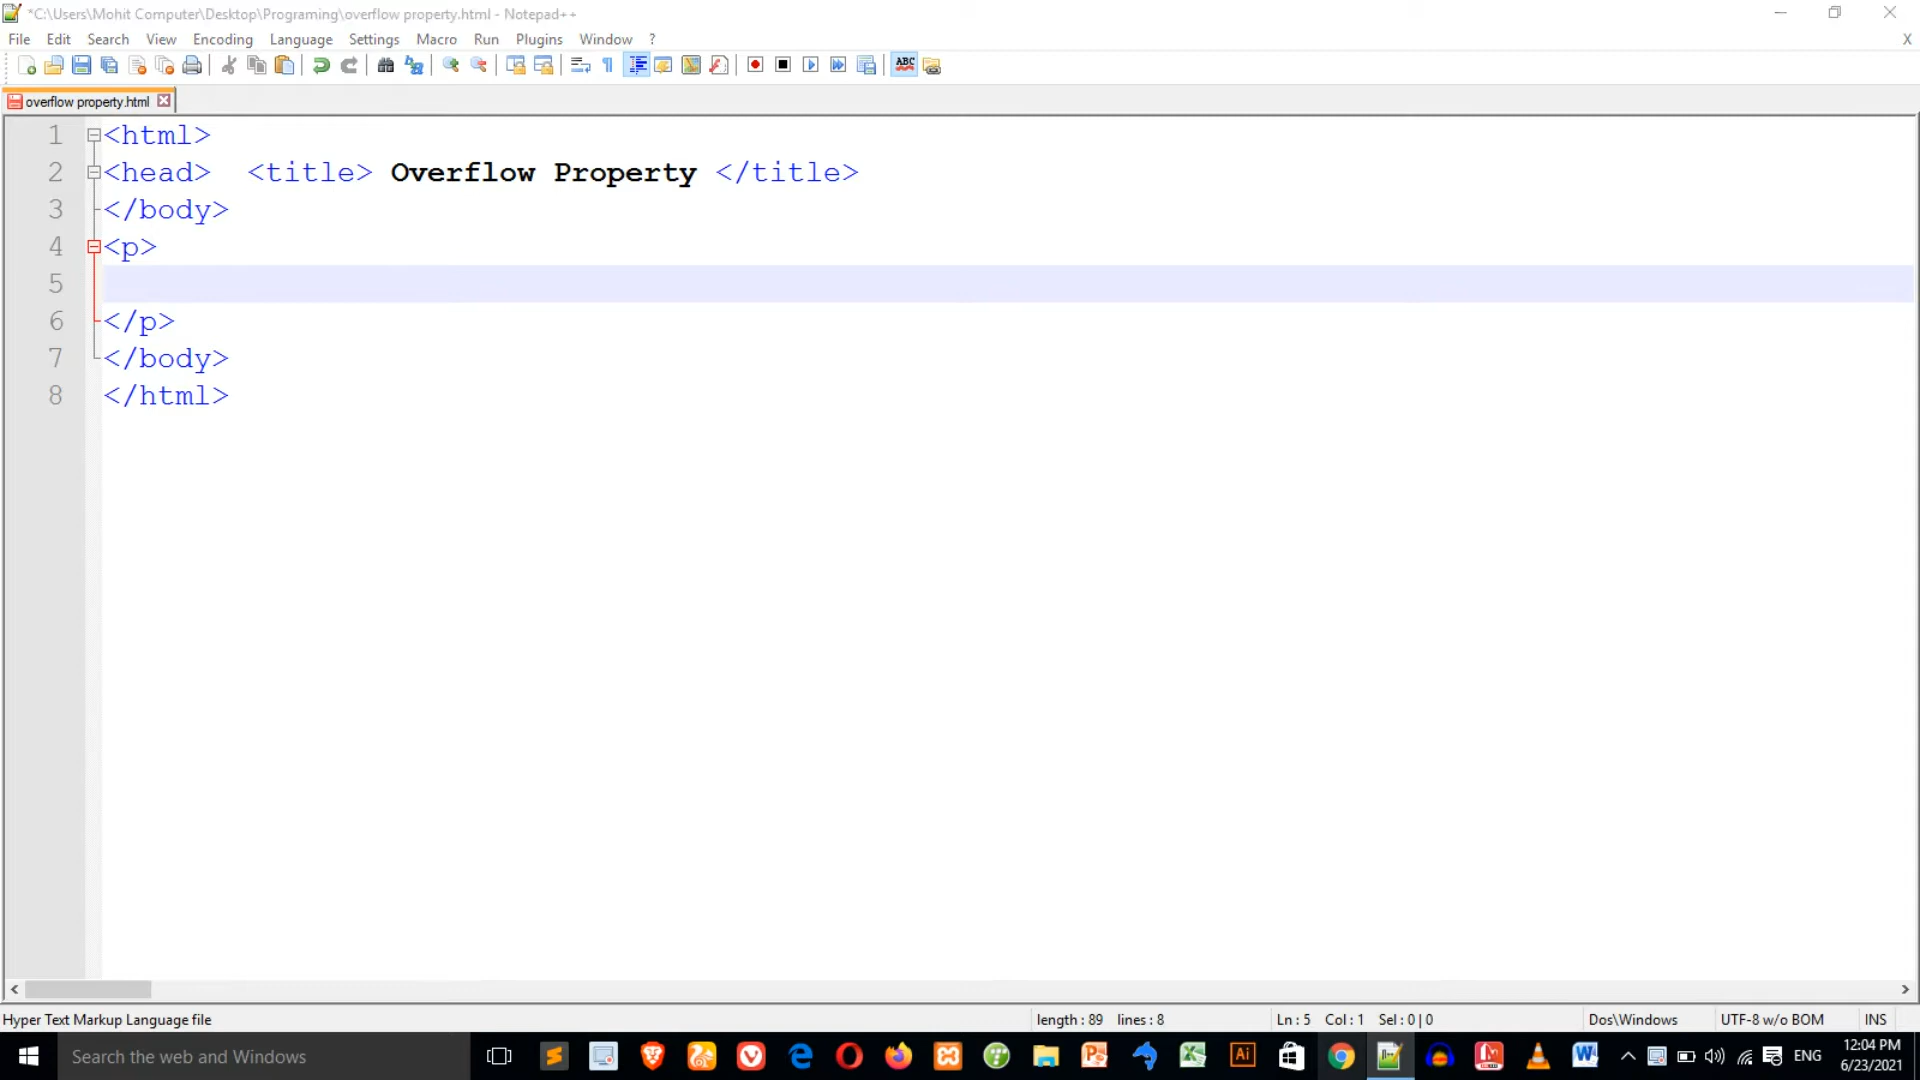 *C:\Users\Mohit Computer\Desktop\Programing\overflow property.html - Notepad++
File Edit Search View Encoding Language Settings Macro Run Plugins Window ? X
ABC
overflow property.html
1 <html>
2 <head>  <title> Overflow Property </title>
3 </body>
4 <p>
5
6 </p>
7 </body>
8 </html>
Hyper Text Markup Language file length : 89 lines : 8 Ln : 5 Col : 1 Sel : 0 | 0 Dos\Windows UTF-8 w/o BOM INS
Search the web and Windows ENG 12:04 PM
6/23/2021